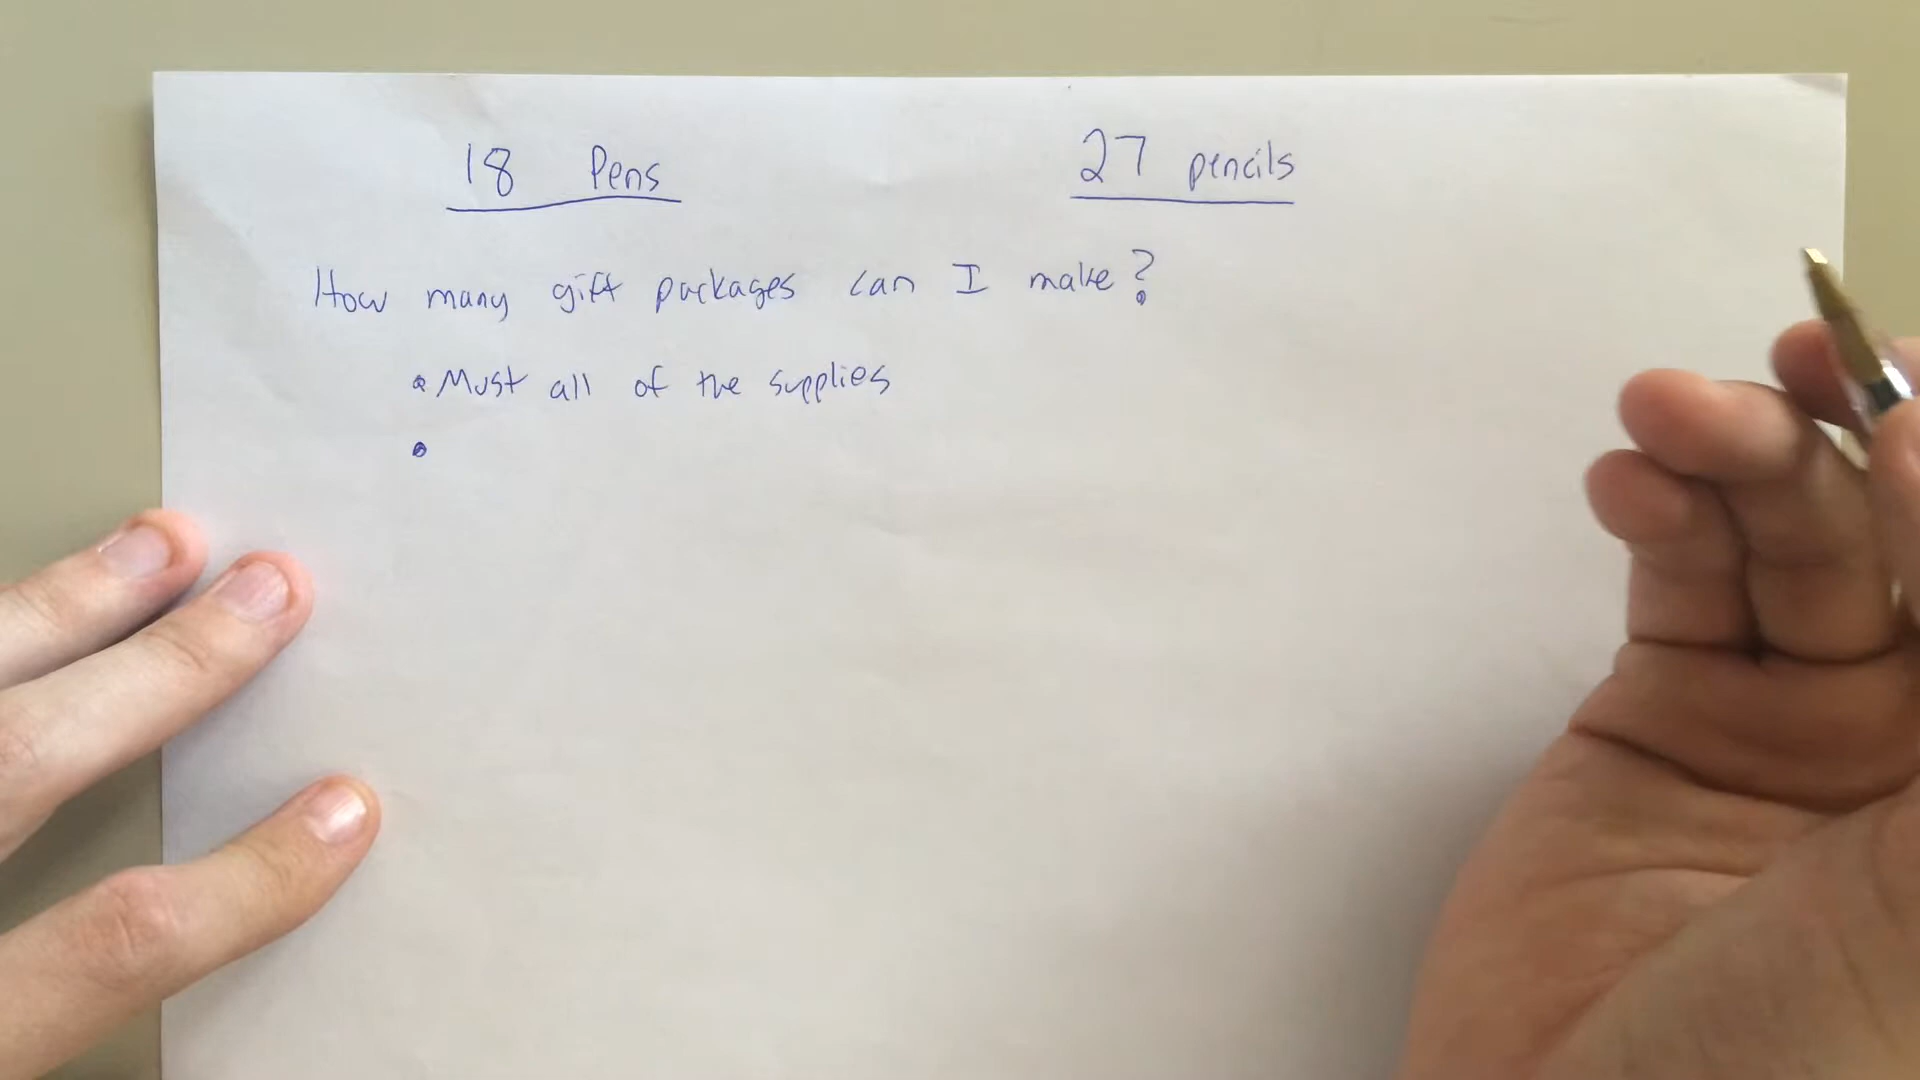 18 Pens 27 pencils
How many gift packages can I make?
• Must all of the supplies
•